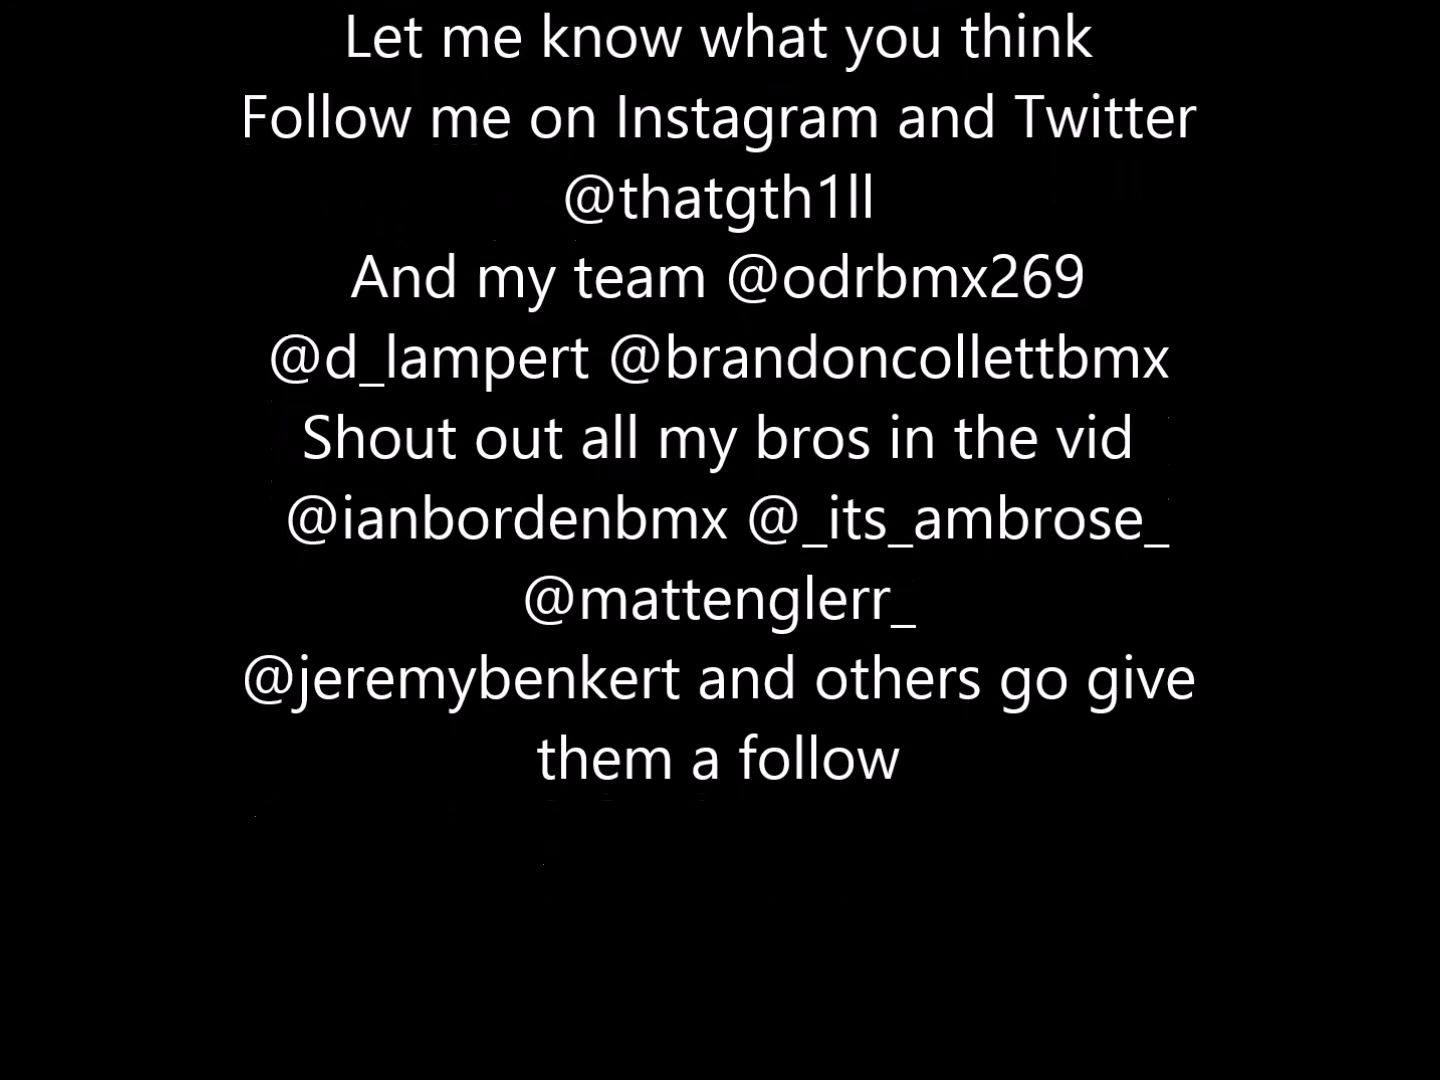 Let me know what you think
Follow me on Instagram and Twitter
@thatgth1ll
And my team @odrbmx269
@d_lampert @brandoncollettbmx
Shout out all my bros in the vid
@ianbordenbmx @_its_ambrose_
@mattenglerr_
@jeremybenkert and others go give
them a follow